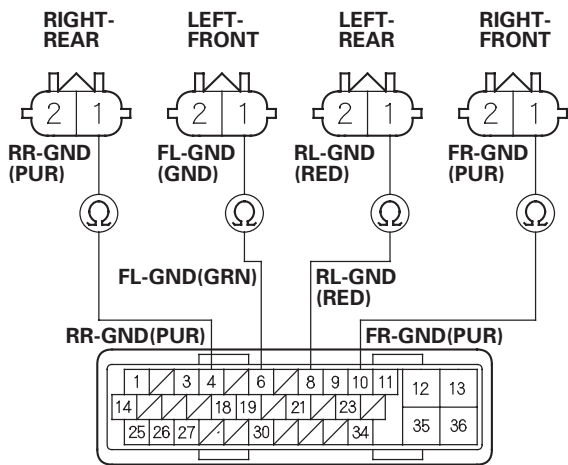 RIGHT-
REAR
LEFT-
FRONT
LEFT-
REAR
RIGHT-
FRONT
2 1
2 1
2 1
2 1
RR-GND
(PUR)
FL-GND
(GND)
RL-GND
(RED)
FR-GND
(PUR)
Ω Ω Ω Ω
FL-GND(GRN)
RL-GND
(RED)
RR-GND(PUR)
FR-GND(PUR)
1 3 4 6 8 9 10 11 12 13
14 18 19 21 23
25 26 27 30 34 35 36